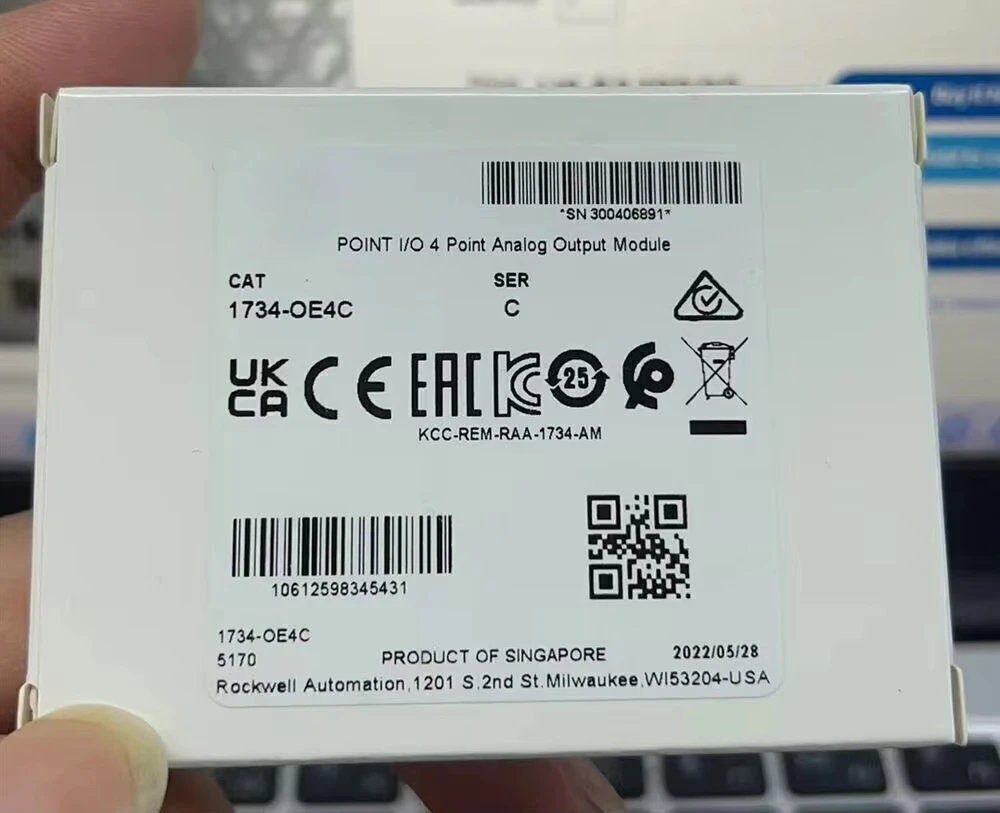 *SN 300406891*
POINT I/O 4 Point Analog Output Module
CAT SER
1734-OE4C C
UK
CA CE EAC KC 25
KCC-REM-RAA-1734-AM
10612598345431
1734-OE4C
5170 PRODUCT OF SINGAPORE 2022/05/28
Rockwell Automation,1201 S,2nd St.Milwaukee,WI53204-USA